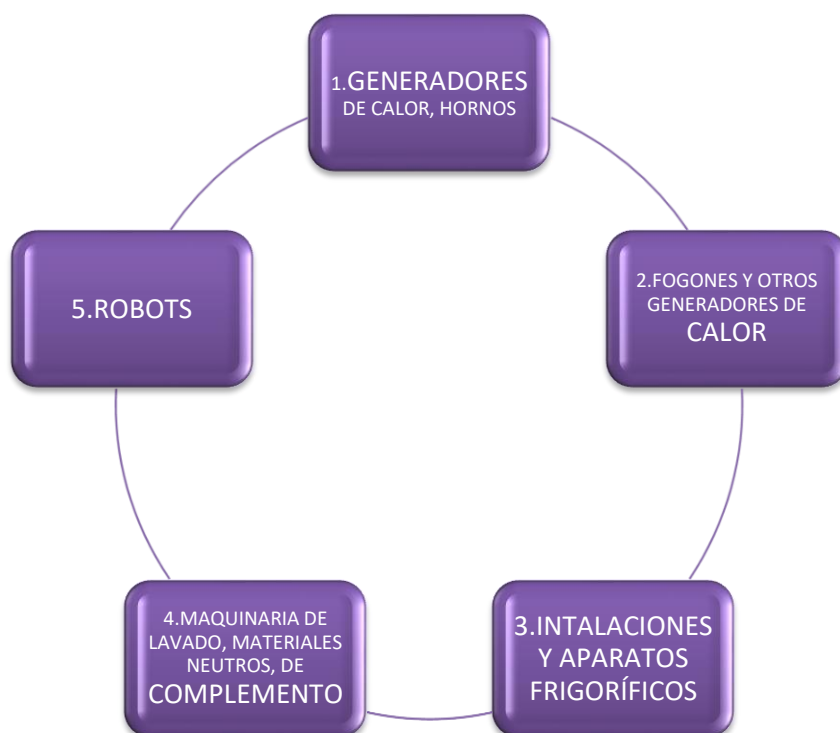 1.GENERADORES
DE CALOR, HORNOS
2.FOGONES Y OTROS
GENERADORES DE
CALOR
3.INTALACIONES
Y APARATOS
FRIGORÍFICOS
4.MAQUINARIA DE
LAVADO, MATERIALES
NEUTROS, DE
COMPLEMENTO
5.ROBOTS